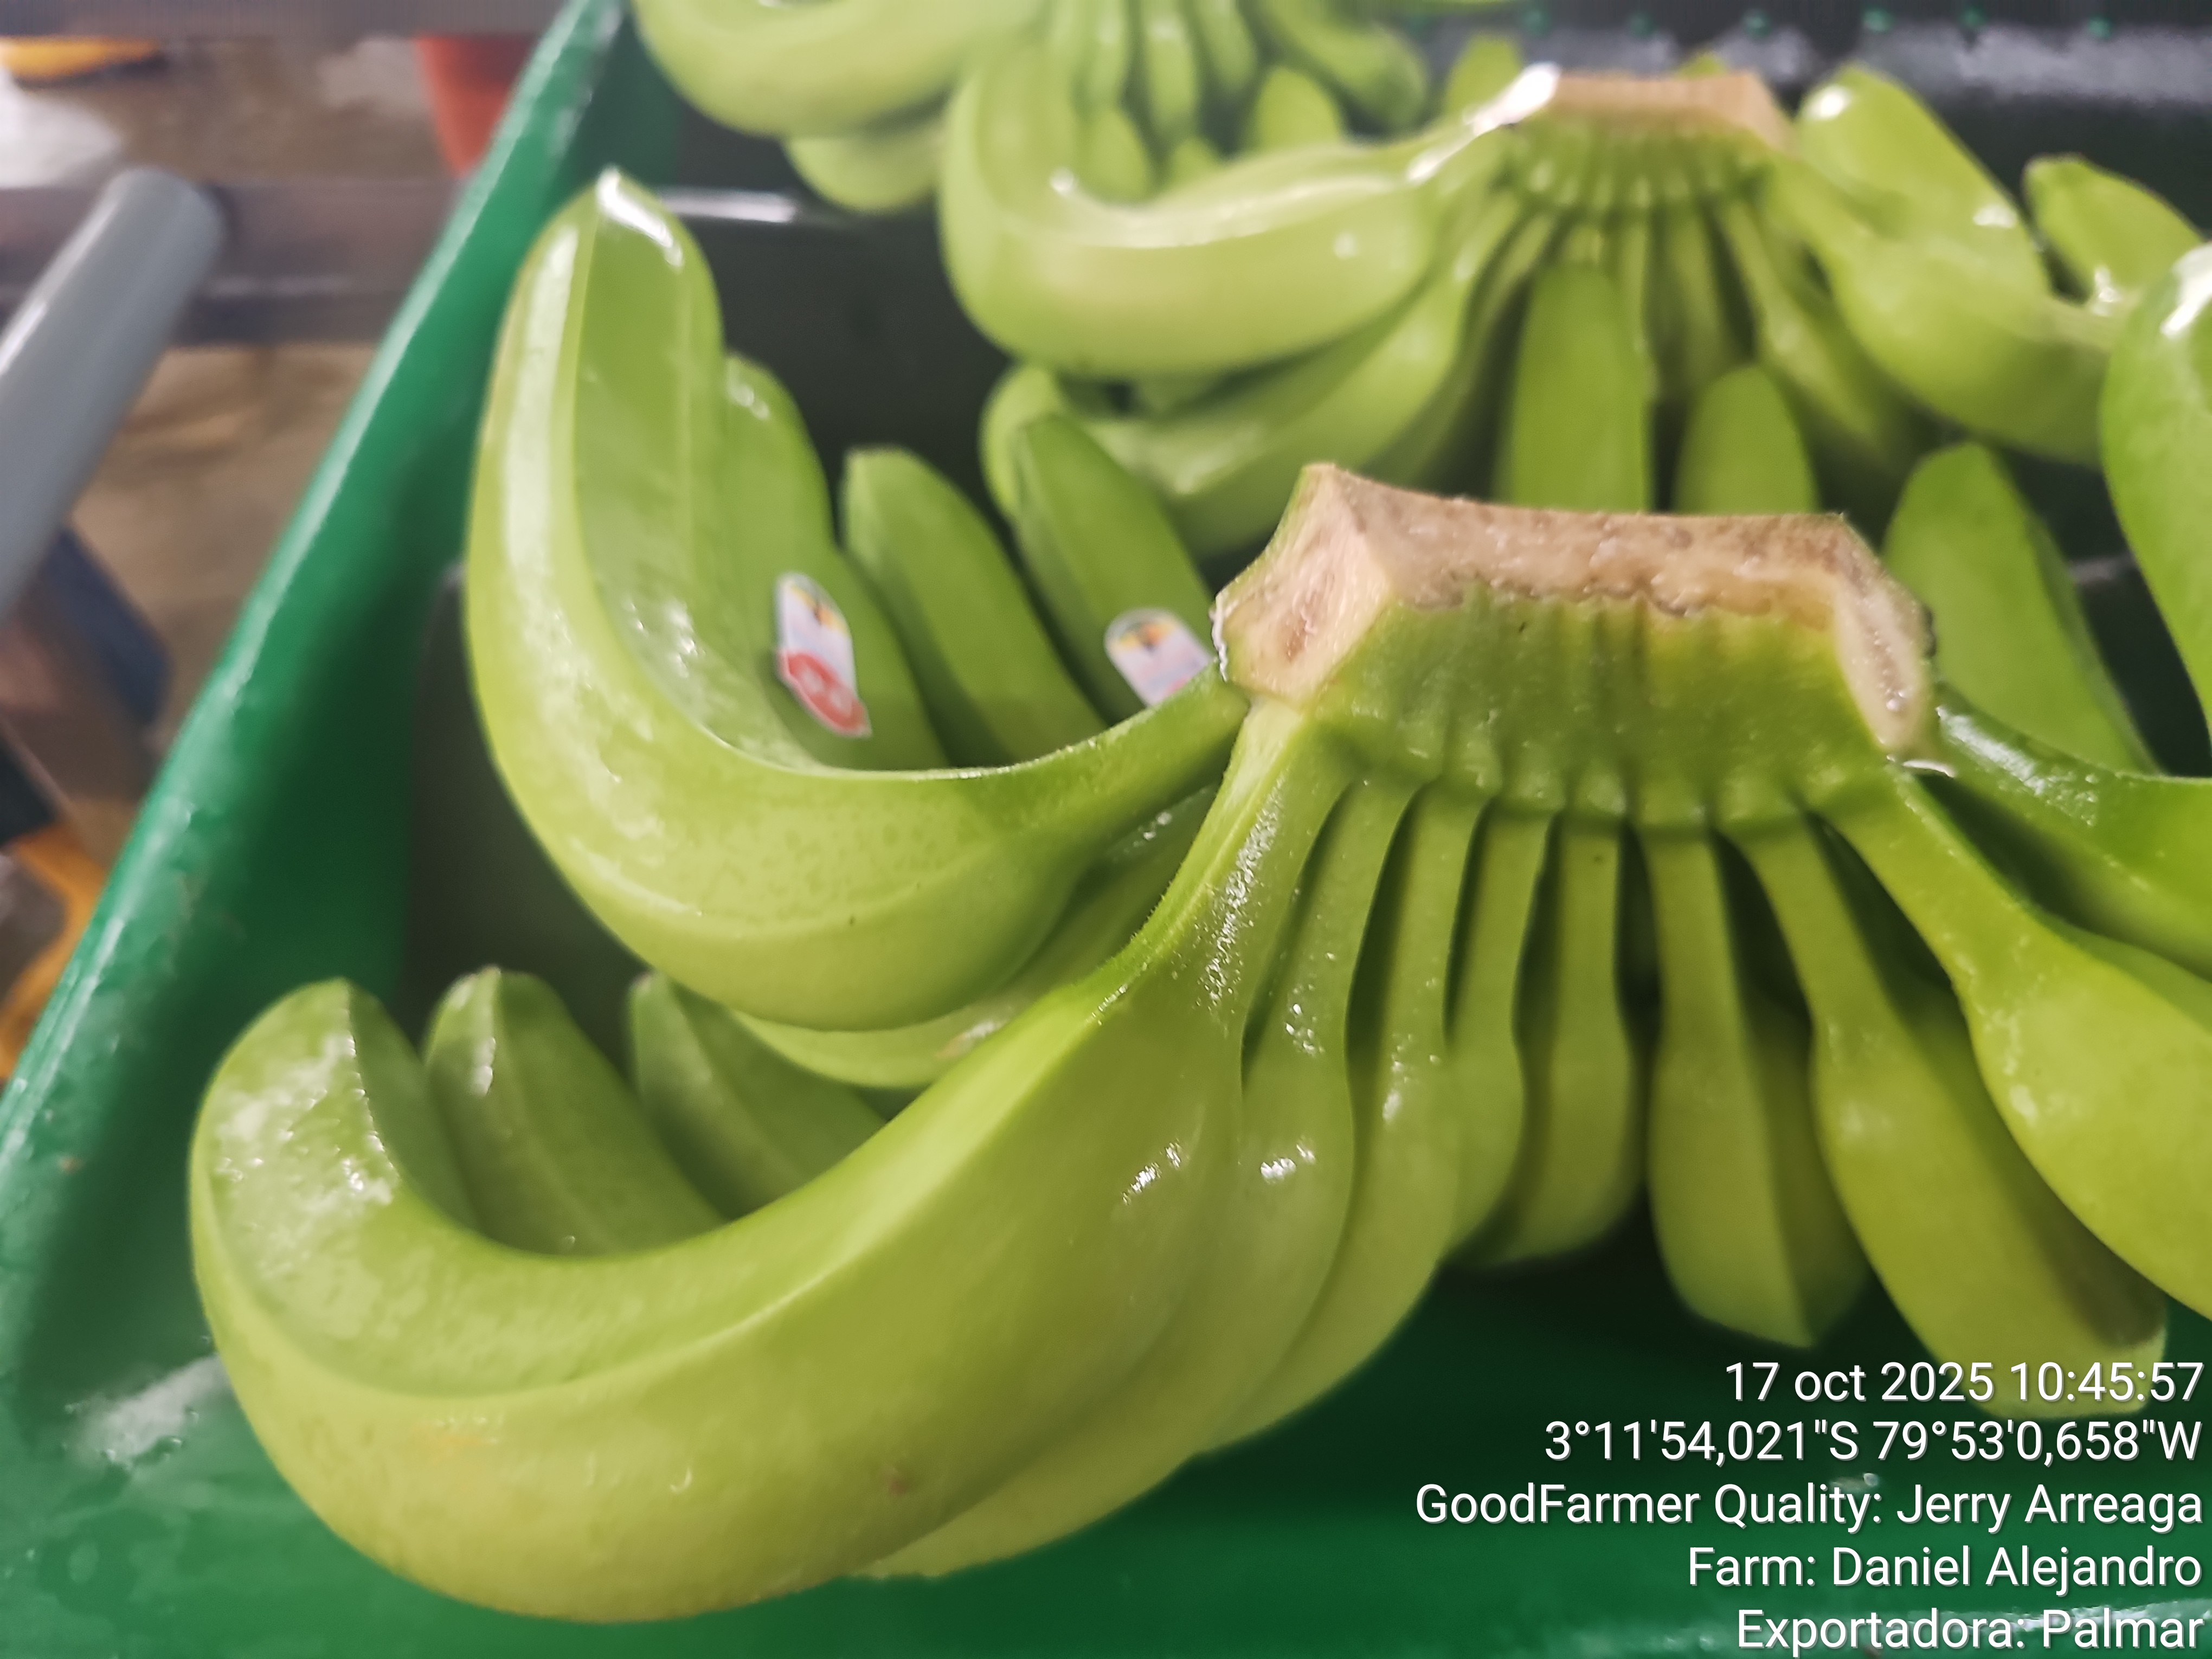 17 oct 2025 10:45:57
3°11'54,021"S 79°53'0,658"W
GoodFarmer Quality: Jerry Arreaga
Farm: Daniel Alejandro
Exportadora: Palmar